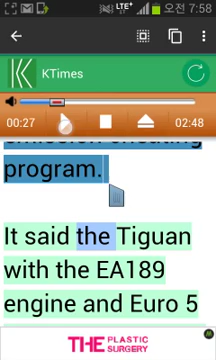 LTE 오전 7:58
KTimes
00:27 02:48
program.
It said the Tiguan
with the EA189
engine and Euro 5
THE PLASTIC
SURGERY